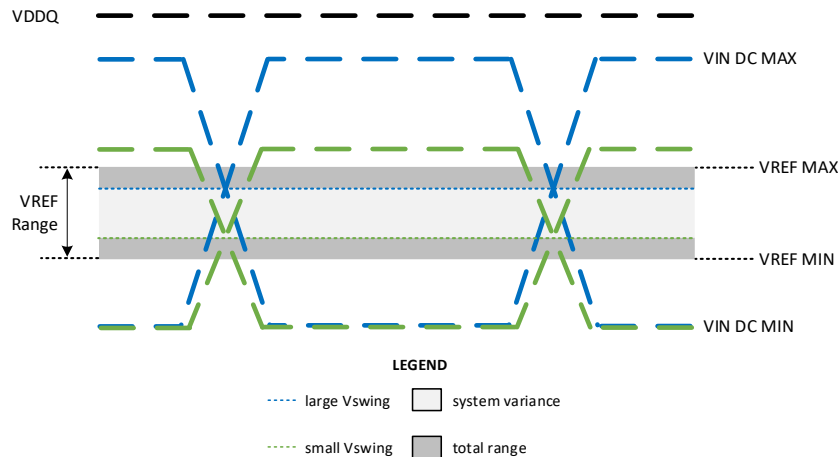 VDDQ
VIN DC MAX
VREF MAX
VREF
Range
VREF MIN
VIN DC MIN
LEGEND
large Vswing
system variance
small Vswing
total range